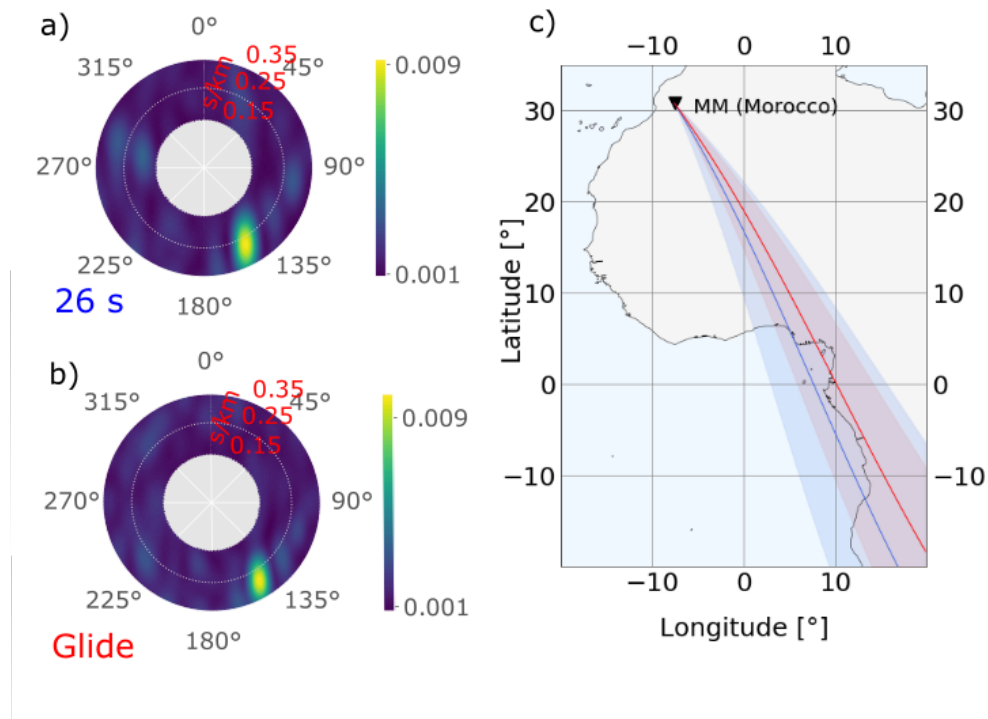 a)
0°
45°
90°
135°
180°
225°
270°
315°
0.35
0.25
0.15
s/km
0.009
0.001
26 s
b)
0°
45°
90°
135°
180°
225°
270°
315°
0.35
0.25
0.15
s/km
0.009
0.001
Glide
c)
−10 0 10
30 30
20 20
10 10
0 0
−10 −10
−10 0 10
MM (Morocco)
Latitude [°]
Longitude [°]